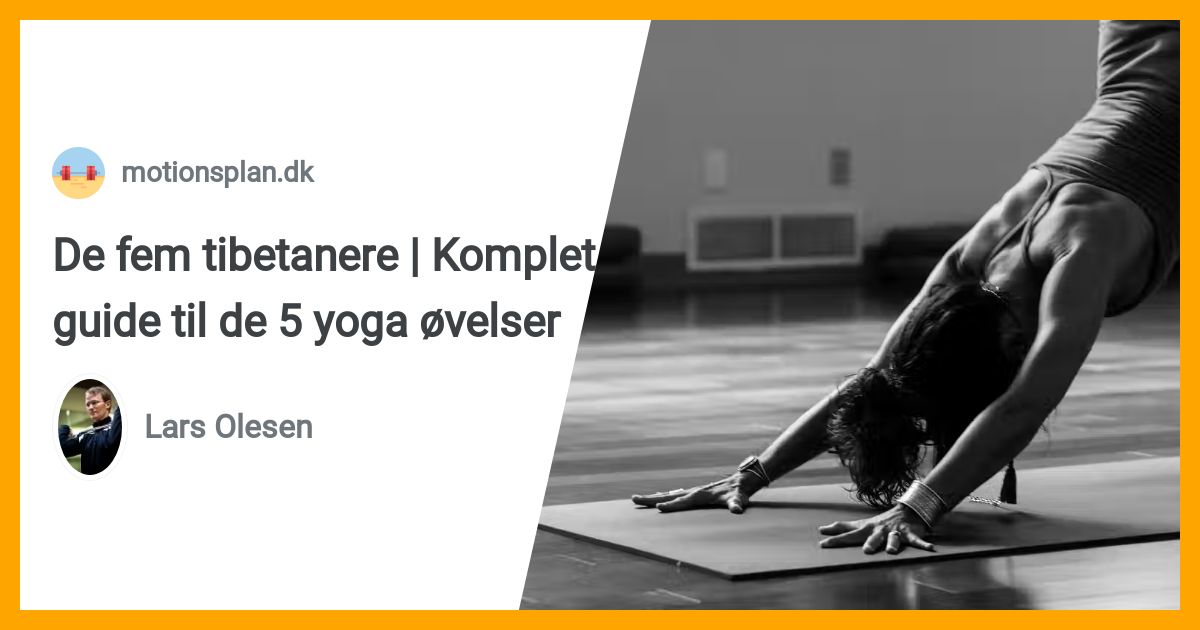 motionsplan.dk
De fem tibetanere | Komplet
guide til de 5 yoga øvelser
Lars Olesen